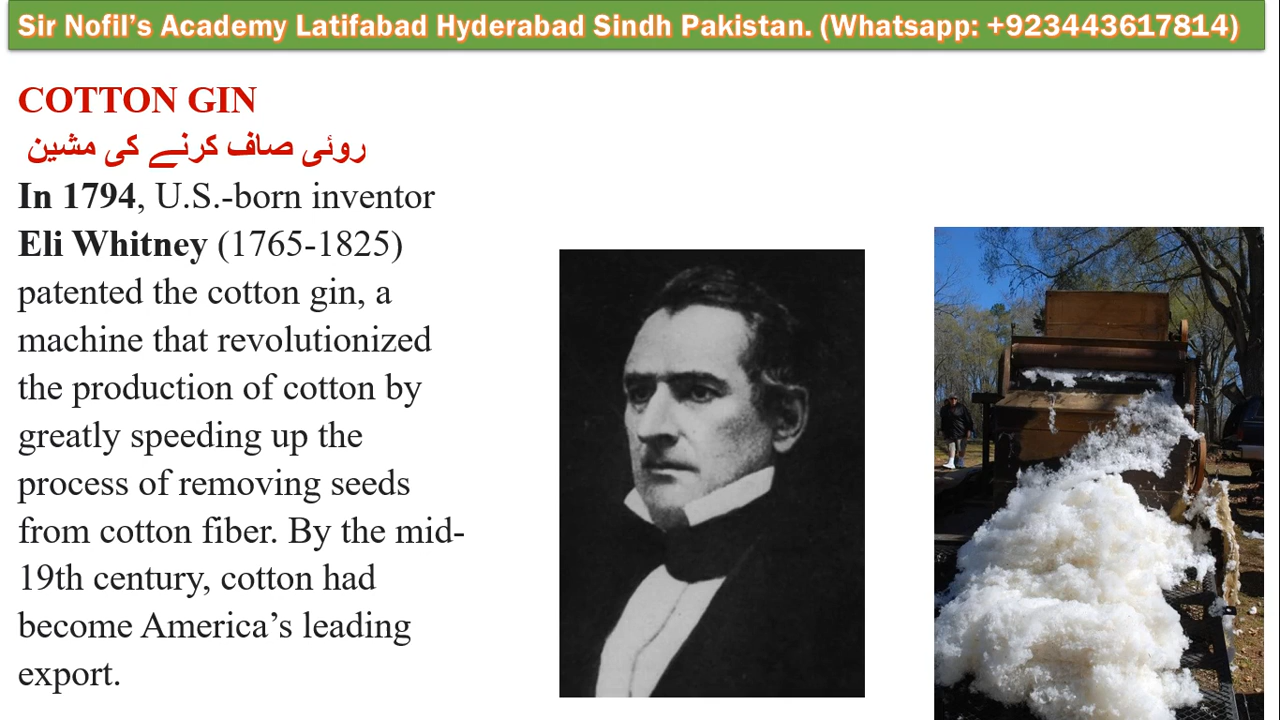 Sir Nofil’s Academy Latifabad Hyderabad Sindh Pakistan. (Whatsapp: +923443617814)
COTTON GIN
روئی صاف کرنے کی مشین
In 1794, U.S.-born inventor
Eli Whitney (1765-1825)
patented the cotton gin, a
machine that revolutionized
the production of cotton by
greatly speeding up the
process of removing seeds
from cotton fiber. By the mid-
19th century, cotton had
become America’s leading
export.